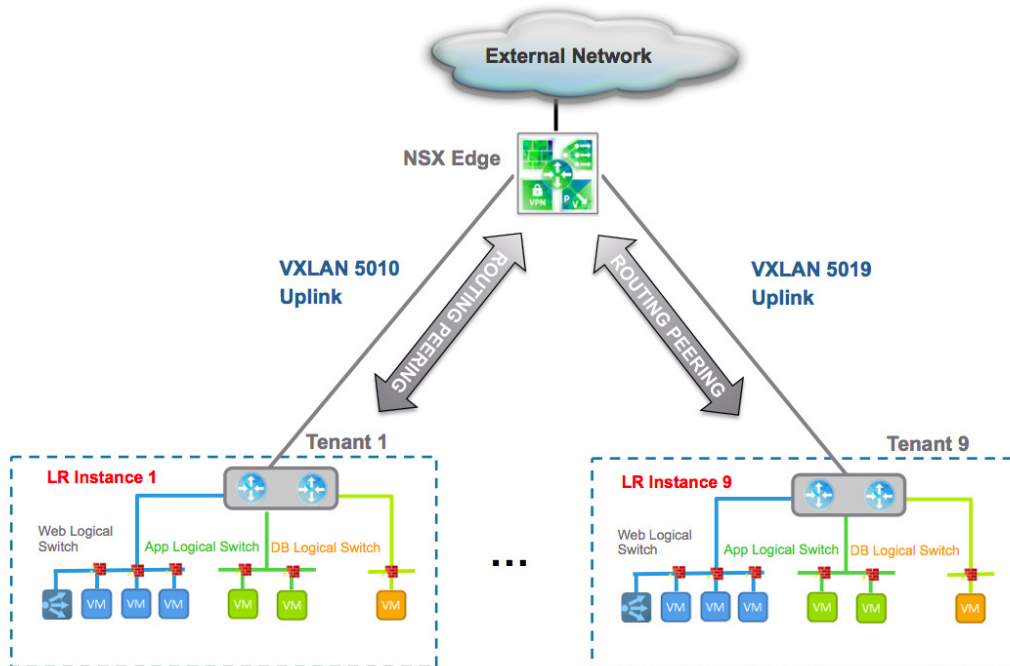 External Network
NSX Edge
VPN
P
V
VXLAN 5010
Uplink
ROUTING PEERING
ROUTING PEERING
VXLAN 5019
Uplink
Tenant 1
LR Instance 1
Web Logical
Switch
App Logical Switch
DB Logical Switch
VM
VM
VM
VM
VM
VM
...
Tenant 9
LR Instance 9
Web Logical
Switch
App Logical Switch
DB Logical Switch
VM
VM
VM
VM
VM
VM